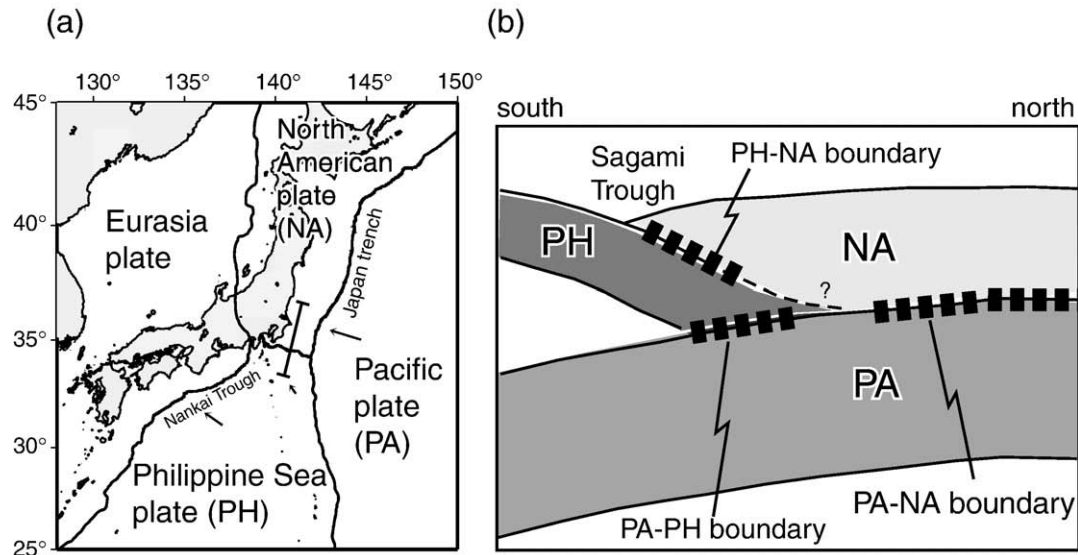 (a)
130° 135° 140° 145° 150°
45°
40°
35°
30°
25°
North
American
plate
(NA)
Eurasia
plate
Japan trench
Pacific
plate
(PA)
Nankai Trough
Philippine Sea
plate (PH)
(b)
south north
Sagami
Trough
PH-NA boundary
PH
NA
?
PA
PA-PH boundary
PA-NA boundary